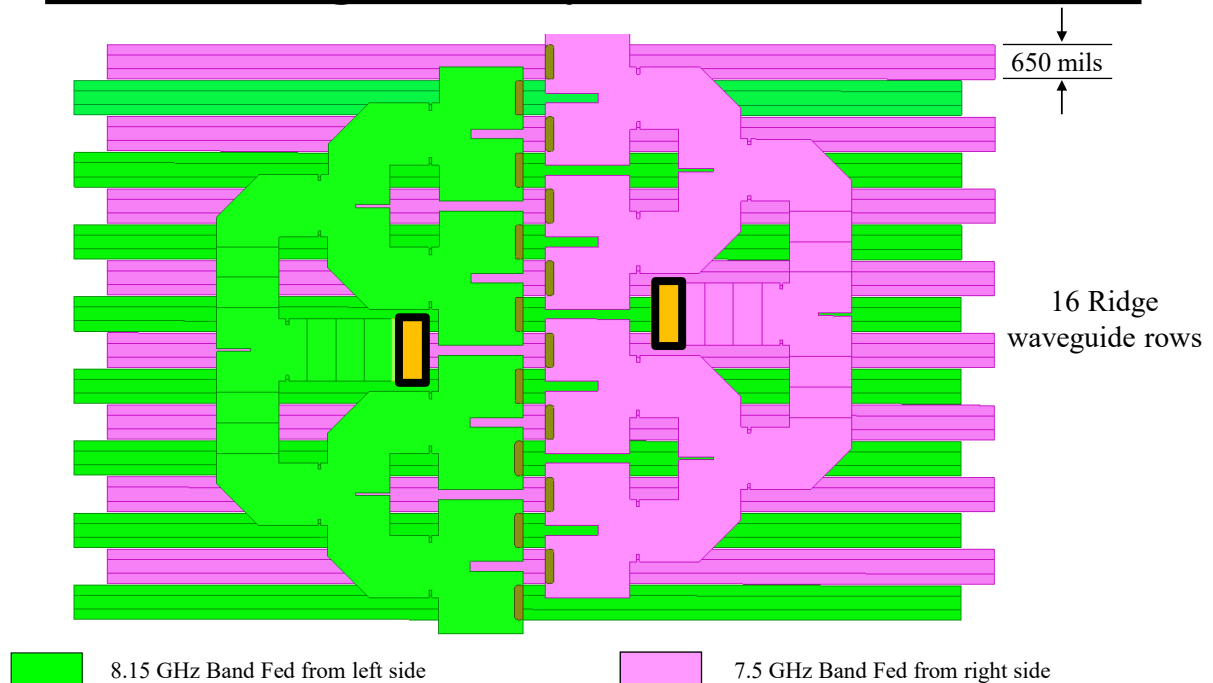 650 mils
16 Ridge
waveguide rows
8.15 GHz Band Fed from left side
7.5 GHz Band Fed from right side